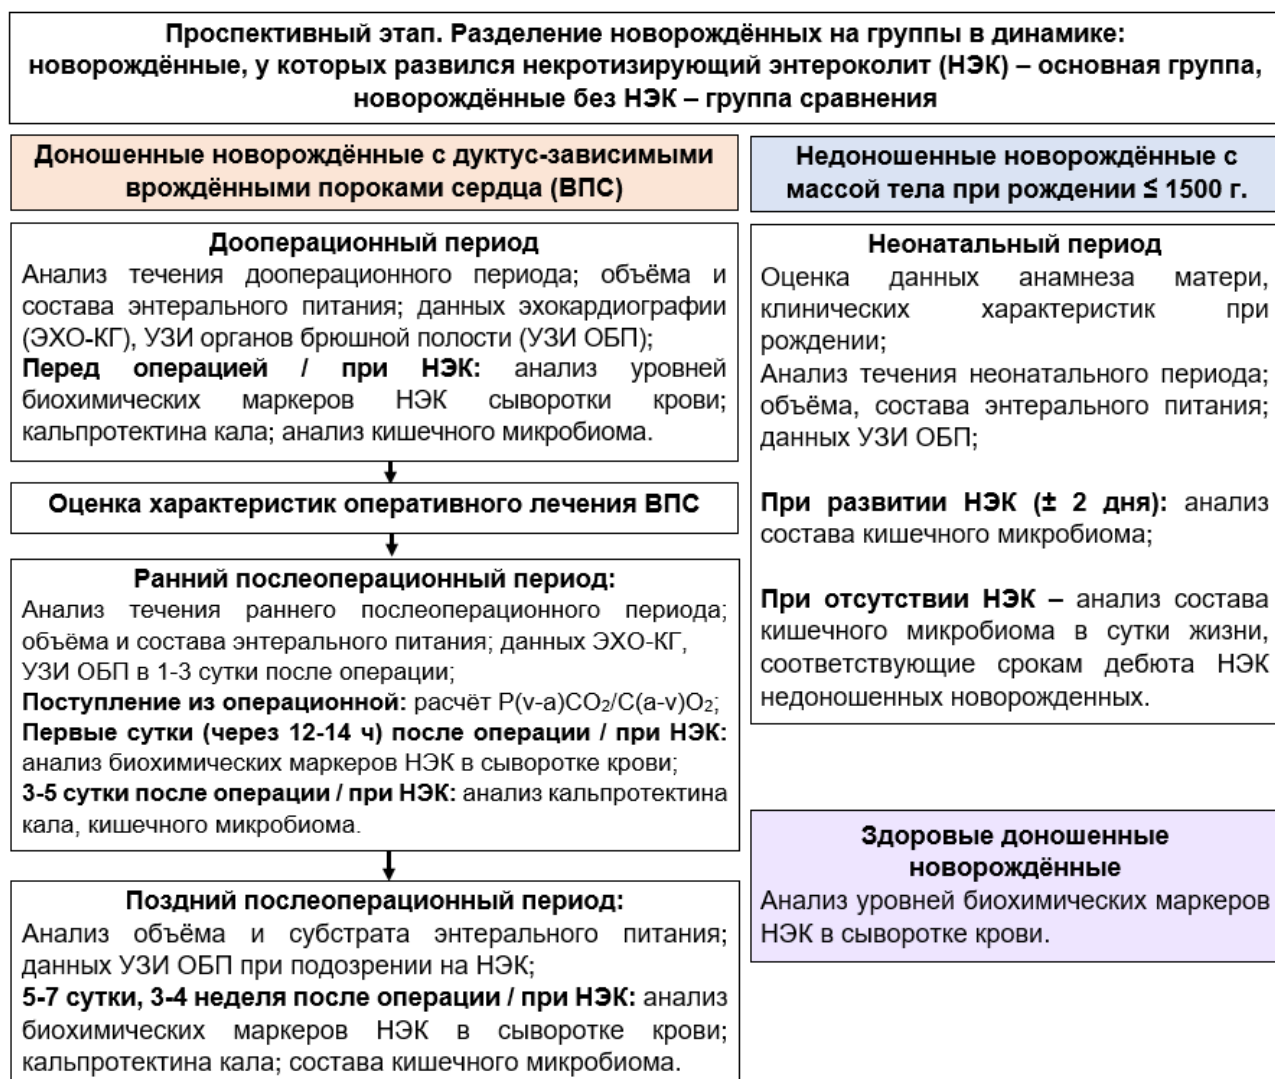 Проспективный этап. Разделение новорождённых на группы в динамике:
новорождённые, у которых развился некротизирующий энтероколит (НЭК) – основная группа,
новорождённые без НЭК – группа сравнения
Доношенные новорождённые с дуктус-зависимыми
врождёнными пороками сердца (ВПС)
Дооперационный период
Анализ течения дооперационного периода; объёма и
состава энтерального питания; данных эхокардиографии
(ЭХО-КГ), УЗИ органов брюшной полости (УЗИ ОБП);
Перед операцией / при НЭК: анализ уровней
биохимических маркеров НЭК сыворотки крови;
кальпротектина кала; анализ кишечного микробиома.
Оценка характеристик оперативного лечения ВПС
Ранний послеоперационный период:
Анализ течения раннего послеоперационного периода;
объёма и состава энтерального питания; данных ЭХО-КГ,
УЗИ ОБП в 1-3 сутки после операции;
Поступление из операционной: расчёт P(v-a)CO₂/C(a-v)O₂;
Первые сутки (через 12-14 ч) после операции / при НЭК:
анализ биохимических маркеров НЭК в сыворотке крови;
3-5 сутки после операции / при НЭК: анализ кальпротектина
кала, кишечного микробиома.
Поздний послеоперационный период:
Анализ объёма и субстрата энтерального питания;
данных УЗИ ОБП при подозрении на НЭК;
5-7 сутки, 3-4 неделя после операции / при НЭК: анализ
биохимических маркеров НЭК в сыворотке крови;
кальпротектина кала; состава кишечного микробиома.
Недоношенные новорождённые с
массой тела при рождении ≤ 1500 г.
Неонатальный период
Оценка данных анамнеза матери,
клинических характеристик при
рождении;
Анализ течения неонатального периода;
объёма, состава энтерального питания;
данных УЗИ ОБП;
При развитии НЭК (± 2 дня): анализ
состава кишечного микробиома;
При отсутствии НЭК – анализ состава
кишечного микробиома в сутки жизни,
соответствующие срокам дебюта НЭК
недоношенных новорожденных.
Здоровые доношенные
новорождённые
Анализ уровней биохимических маркеров
НЭК в сыворотке крови.